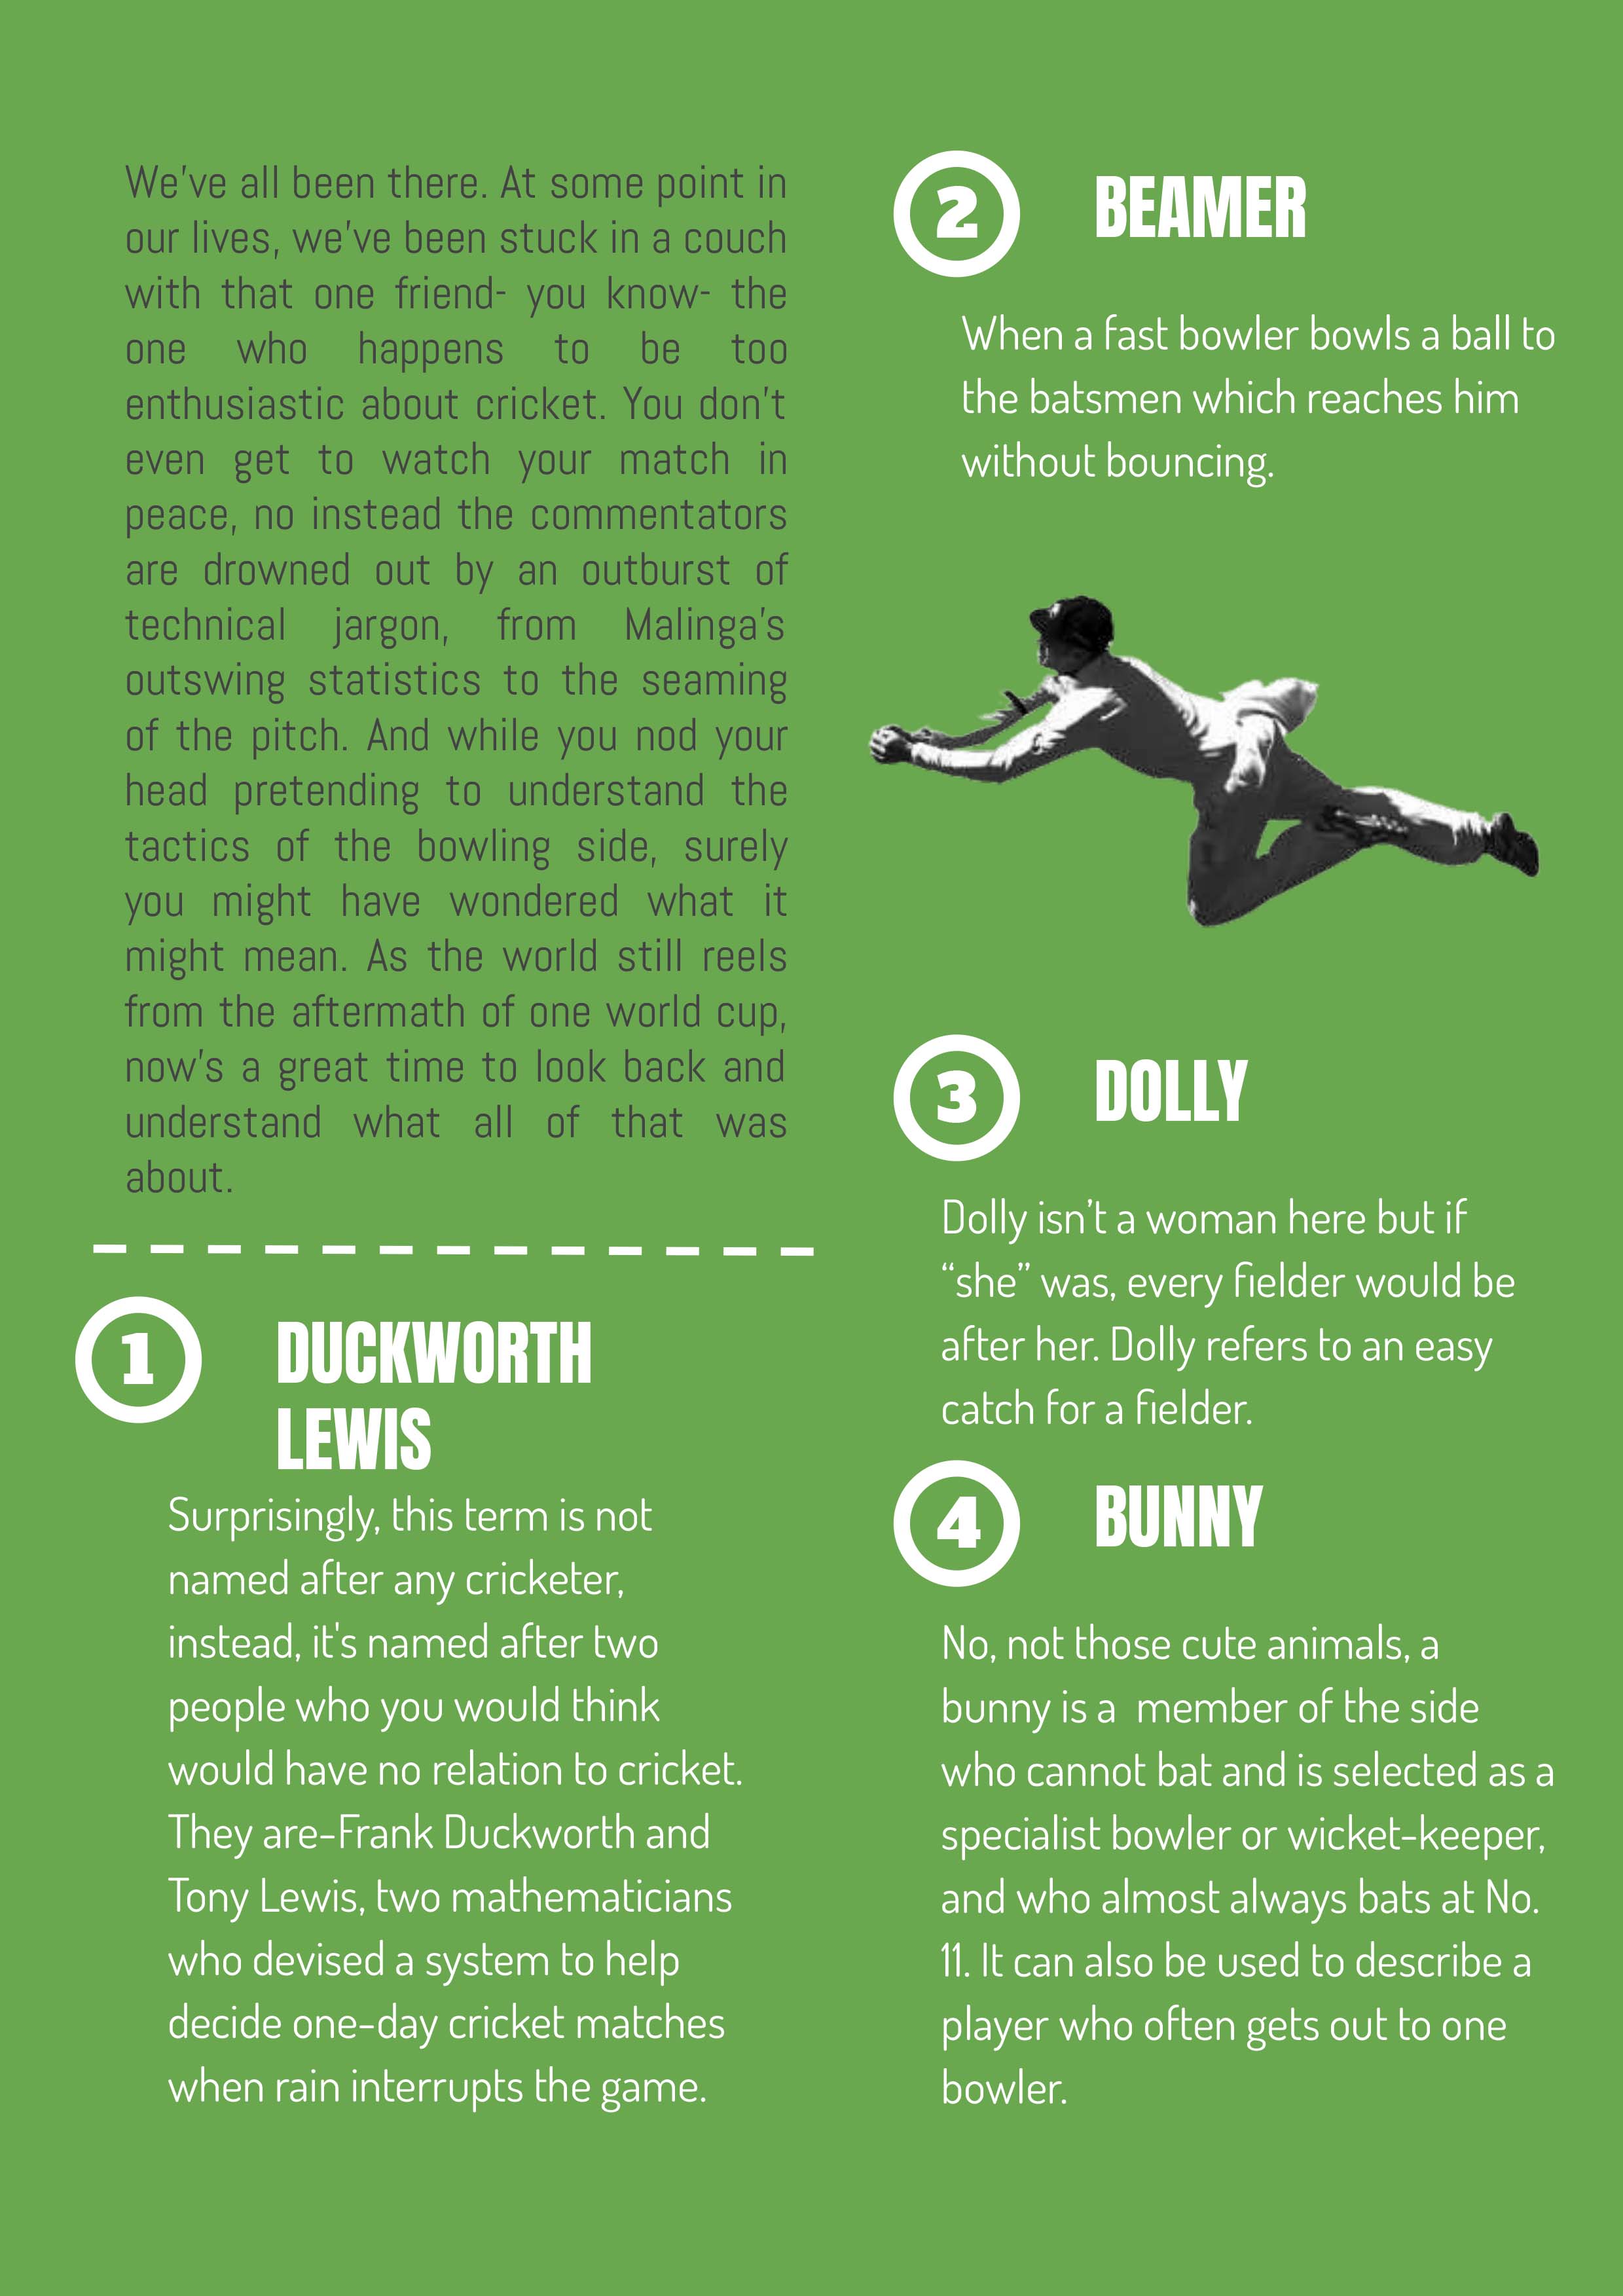 We've all been there. At some point in
our lives, we've been stuck in a couch
with that one friend- you know- the
one who happens to be too
enthusiastic about cricket. You don't
even get to watch your match in
peace, no instead the commentators
are drowned out by an outburst of
technical jargon, from Malinga's
outswing statistics to the seaming
of the pitch. And while you nod your
head pretending to understand the
tactics of the bowling side, surely
you might have wondered what it
might mean. As the world still reels
from the aftermath of one world cup,
now's a great time to look back and
understand what all of that was
about.
1
DUCKWORTH
LEWIS
Surprisingly, this term is not
named after any cricketer,
instead, it's named after two
people who you would think
would have no relation to cricket.
They are-Frank Duckworth and
Tony Lewis, two mathematicians
who devised a system to help
decide one-day cricket matches
when rain interrupts the game.
2
BEAMER
When a fast bowler bowls a ball to
the batsmen which reaches him
without bouncing.
3
DOLLY
Dolly isn't a woman here but if
“she” was, every fielder would be
after her. Dolly refers to an easy
catch for a fielder.
4
BUNNY
No, not those cute animals, a
bunny is a  member of the side
who cannot bat and is selected as a
specialist bowler or wicket-keeper,
and who almost always bats at No.
11. It can also be used to describe a
player who often gets out to one
bowler.